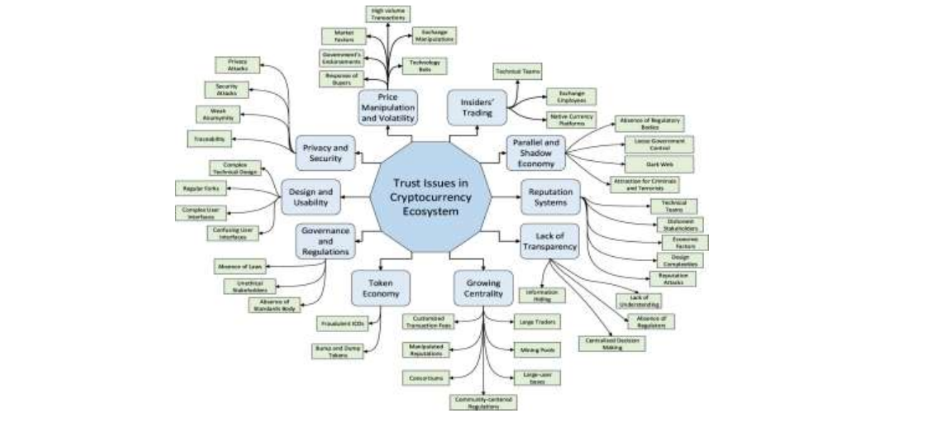 High volume
Transactions
Market
Factors
Exchange
Manipulations
Government's
Endorsements
Technology
Bots
Response of
Buyers
Price
Manipulation
and Volatility
Technical Teams
Exchange
Employees
Native Currency
Platforms
Insiders'
Trading
Privacy
Attacks
Security
Attacks
Weak
Anonymity
Traceability
Privacy and
Security
Absence of Regulatory
Bodies
Loose Government
Control
Dark Web
Attraction for Criminals
and Terrorists
Parallel and
Shadow
Economy
Complex
Technical Design
Regular Forks
Complex User
Interfaces
Confusing User
Interfaces
Design and
Usability
Trust Issues in
Cryptocurrency
Ecosystem
Reputation
Systems
Technical
Teams
Dishonest
Stakeholders
Economic
Factors
Design
Complexities
Reputation
Attacks
Governance
and
Regulations
Absence of Laws
Unethical
Stakeholders
Absence of
Standards Body
Lack of
Transparency
Information
Hiding
Lack of
Understanding
Absence of
Regulators
Centralized Decision
Making
Token
Economy
Fraudulent ICOs
Bump and Dump
Tokens
Growing
Centrality
Customized
Transaction Fees
Large Traders
Manipulated
Reputations
Mining Pools
Consortiums
Large-user
Bases
Community-centered
Regulations